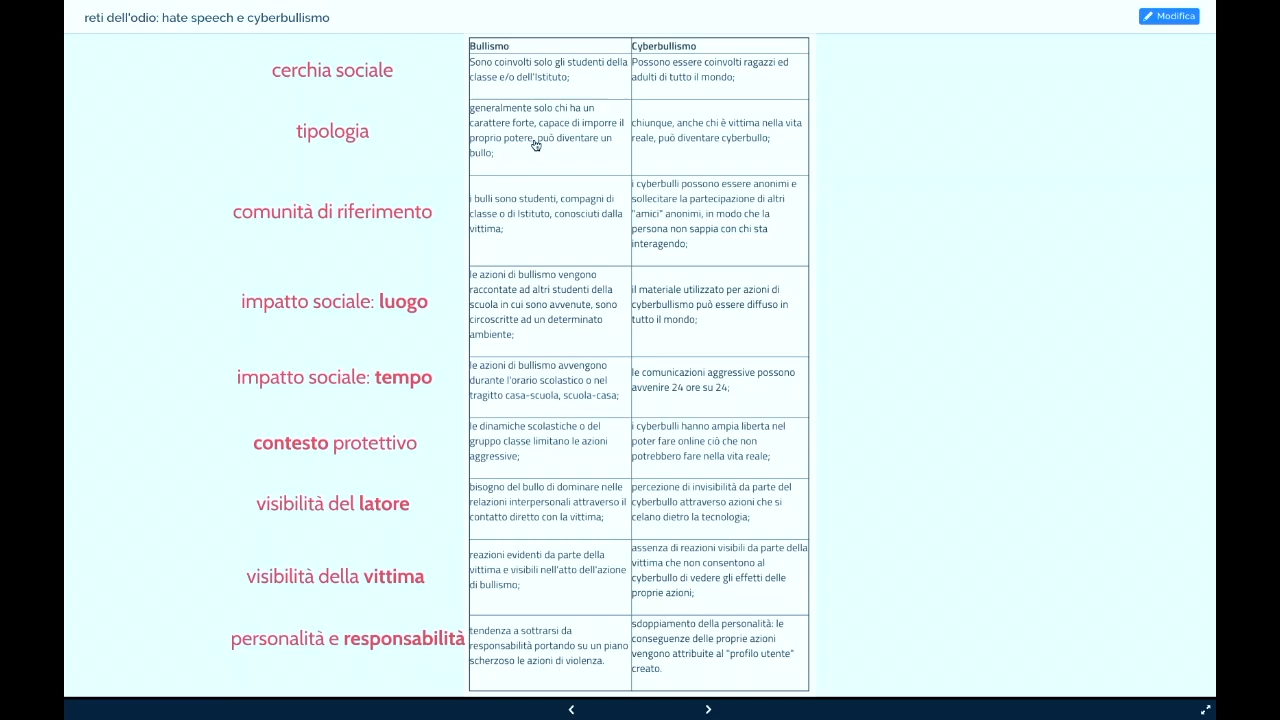 reti dell'odio: hate speech e cyberbullismo
Modifica
Bullismo
Cyberbullismo
cerchia sociale
Sono coinvolti solo gli studenti della
classe e/o dell'Istituto;
Possono essere coinvolti ragazzi ed
adulti di tutto il mondo;
tipologia
generalmente solo chi ha un
carattere forte, capace di imporre il
proprio potere, può diventare un
bullo;
chiunque, anche chi è vittima nella vita
reale, può diventare cyberbullo;
comunità di riferimento
i bulli sono studenti, compagni di
classe o di Istituto, conosciuti dalla
vittima;
i cyberbulli possono essere anonimi e
sollecitare la partecipazione di altri
"amici" anonimi, in modo che la
persona non sappia con chi sta
interagendo;
impatto sociale: luogo
le azioni di bullismo vengono
raccontate ad altri studenti della
scuola in cui sono avvenute, sono
circoscritte ad un determinato
ambiente;
il materiale utilizzato per azioni di
cyberbullismo può essere diffuso in
tutto il mondo;
impatto sociale: tempo
le azioni di bullismo avvengono
durante l'orario scolastico o nel
tragitto casa-scuola, scuola-casa;
le comunicazioni aggressive possono
avvenire 24 ore su 24;
contesto protettivo
le dinamiche scolastiche o del
gruppo classe limitano le azioni
aggressive;
i cyberbulli hanno ampia liberta nel
poter fare online ciò che non
potrebbero fare nella vita reale;
visibilità del latore
bisogno del bullo di dominare nelle
relazioni interpersonali attraverso il
contatto diretto con la vittima;
percezione di invisibilità da parte del
cyberbullo attraverso azioni che si
celano dietro la tecnologia;
visibilità della vittima
reazioni evidenti da parte della
vittima e visibili nell'atto dell'azione
di bullismo;
assenza di reazioni visibili da parte della
vittima che non consentono al
cyberbullo di vedere gli effetti delle
proprie azioni;
personalità e responsabilità
tendenza a sottrarsi da
responsabilità portando su un piano
scherzoso le azioni di violenza.
sdoppiamento della personalità: le
conseguenze delle proprie azioni
vengono attribuite al "profilo utente"
creato.